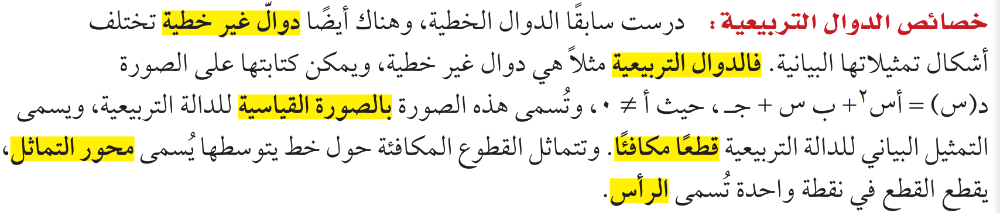 خصائص الدوال التربيعية: درست سابقًا الدوال الخطية، وهناك أيضًا دوالّ غير خطية تختلف
أشكال تمثيلاتها البيانية. فالدوال التربيعية مثلاً هي دوال غير خطية، ويمكن كتابتها على الصورة
د(س) = أس٢ + ب س + جـ ، حيث أ ≠ ٠، وتُسمى هذه الصورة بالصورة القياسية للدالة التربيعية، ويسمى
التمثيل البياني للدالة التربيعية قطعًا مكافئًا. وتتماثل القطوع المكافئة حول خط يتوسطها يُسمى محور التماثل،
يقطع القطع في نقطة واحدة تُسمى الرأس.